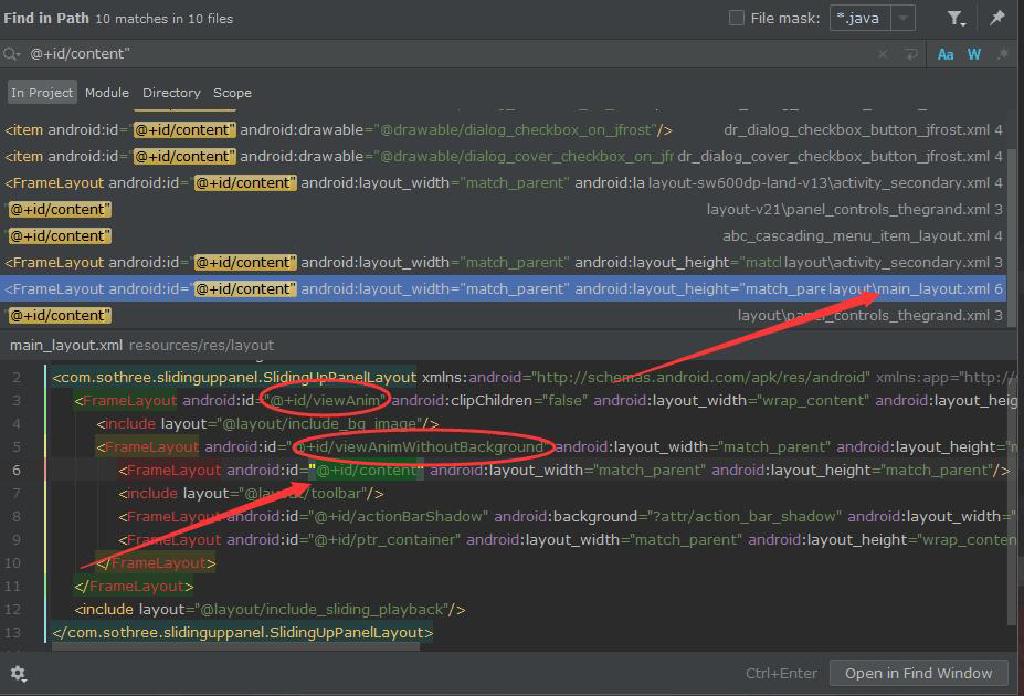 Find in Path 10 matches in 10 files File mask: *.java
@+id/content" Aa W .*
In Project Module Directory Scope
<item android:id="@+id/content" android:drawable="@drawable/dialog_checkbox_on_jfrost"/> dr_dialog_checkbox_button_jfrost.xml 4
<item android:id="@+id/content" android:drawable="@drawable/dialog_cover_checkbox_on_jfr dr_dialog_cover_checkbox_button_jfrost.xml 4
<FrameLayout android:id="@+id/content" android:layout_width="match_parent" android:la layout-sw600dp-land-v13\activity_secondary.xml 4
"@+id/content" layout-v21\panel_controls_thegrand.xml 3
"@+id/content" abc_cascading_menu_item_layout.xml 4
<FrameLayout android:id="@+id/content" android:layout_width="match_parent" android:layout_height="matcl layout\activity_secondary.xml 3
<FrameLayout android:id="@+id/content" android:layout_width="match_parent" android:layout_height="match_pare layout\main_layout.xml 6
"@+id/content" layout\panel_controls_thegrand.xml 3
main_layout.xml resources/res/layout
2 <com.sothree.slidinguppanel.SlidingUpPanelLayout xmlns:android="http://schemas.android.com/apk/res/android" xmlns:app="http://
3 <FrameLayout android:id="@+id/viewAnim" android:clipChildren="false" android:layout_width="wrap_content" android:layout_heig
4 <include layout="@layout/include_bg_image"/>
5 <FrameLayout android:id="@+id/viewAnimWithoutBackground" android:layout_width="match_parent" android:layout_height="m
6 <FrameLayout android:id="@+id/content" android:layout_width="match_parent" android:layout_height="match_parent"/>
7 <include layout="@layout/toolbar"/>
8 <FrameLayout android:id="@+id/actionBarShadow" android:background="?attr/action_bar_shadow" android:layout_width="
9 <FrameLayout android:id="@+id/ptr_container" android:layout_width="match_parent" android:layout_height="wrap_conten
10 </FrameLayout>
11 </FrameLayout>
12 <include layout="@layout/include_sliding_playback"/>
13 </com.sothree.slidinguppanel.SlidingUpPanelLayout>
Ctrl+Enter Open in Find Window